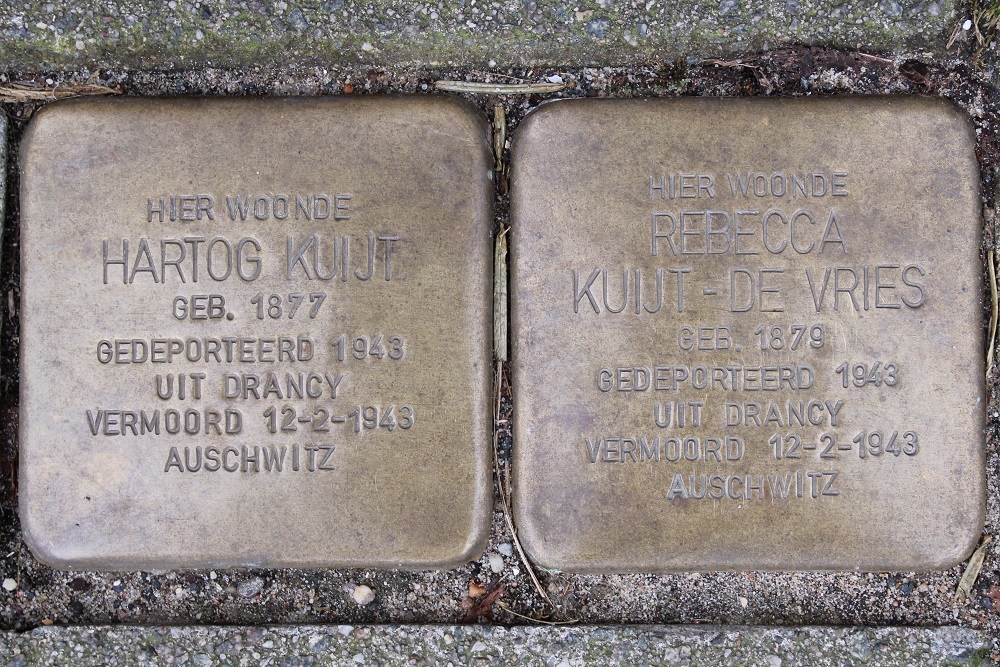 HIER WOONDE
HARTOG KUIJT
GEB. 1877
GEDEPORTEERD 1943
UIT DRANCY
VERMOORD 12-2-1943
AUSCHWITZ
HIER WOONDE
REBECCA
KUIJT-DE VRIES
GEB. 1879
GEDEPORTEERD 1943
UIT DRANCY
VERMOORD 12-2-1943
AUSCHWITZ